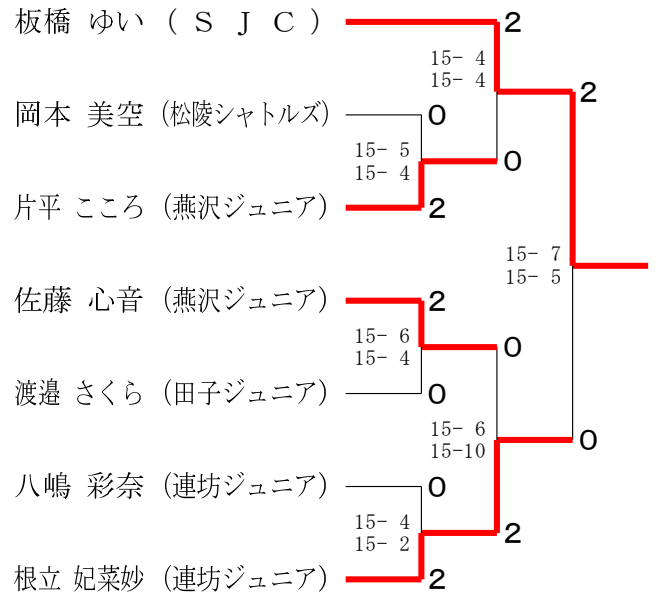 板橋 ゆい ( S J C ) 2
15- 4
15- 4
2
岡本 美空 (松陵シャトルズ) 0
15- 5
15- 4
0
片平 こころ (燕沢ジュニア) 2
15- 7
15- 5
佐藤 心音 (燕沢ジュニア) 2
15- 6
15- 4
0
渡邉 さくら (田子ジュニア) 0
15- 6
15-10
0
八嶋 彩奈 (連坊ジュニア) 0
15- 4
15- 2
2
根立 妃菜妙 (連坊ジュニア) 2